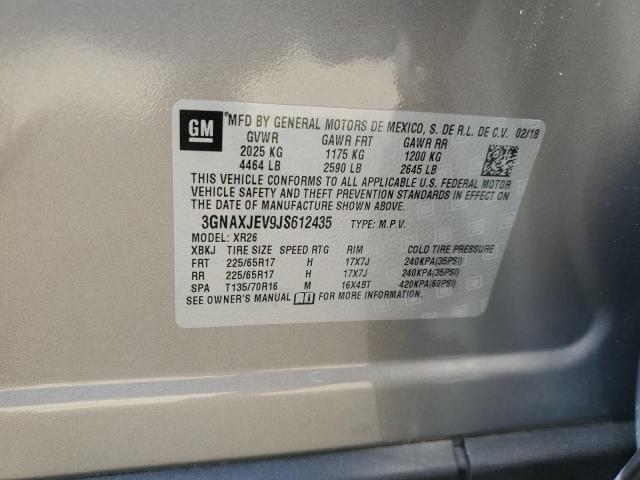 GM
MFD BY GENERAL MOTORS DE MEXICO, S. DE R.L. DE C.V. 02/18
GVWR GAWR FRT GAWR RR
2025 KG 1175 KG 1200 KG
4464 LB 2590 LB 2645 LB
THIS VEHICLE CONFORMS TO ALL APPLICABLE U.S. FEDERAL MOTOR
VEHICLE SAFETY AND THEFT PREVENTION STANDARDS IN EFFECT ON
THE DATE OF MANUFACTURE SHOWN ABOVE.
3GNAXJEV9JS612435 TYPE: M.P.V.
MODEL: XR26
XBKJ TIRE SIZE SPEED RTG RIM COLD TIRE PRESSURE
FRT 225/65R17 H 17X7J 240KPA(35PSI)
RR 225/65R17 H 17X7J 240KPA(35PSI)
SPA T135/70R16 M 16X4BT 420KPA(60PSI)
SEE OWNER'S MANUAL FOR MORE INFORMATION.